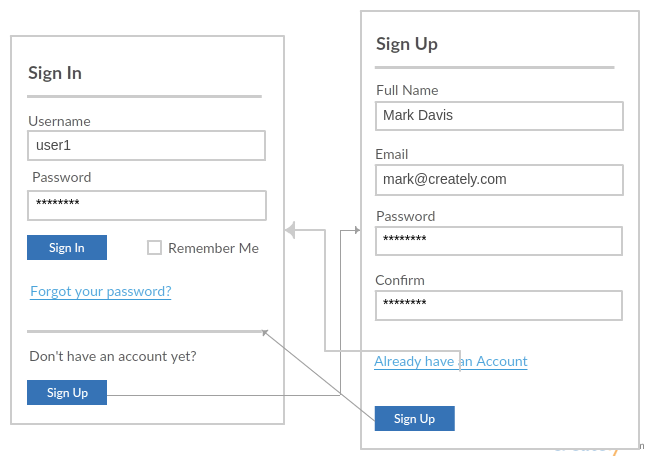 Sign In
Username
user1
Password
********
Sign In
Remember Me
Forgot your password?
Don't have an account yet?
Sign Up
Sign Up
Full Name
Mark Davis
Email
mark@creately.com
Password
********
Confirm
********
Already have an Account
Sign Up